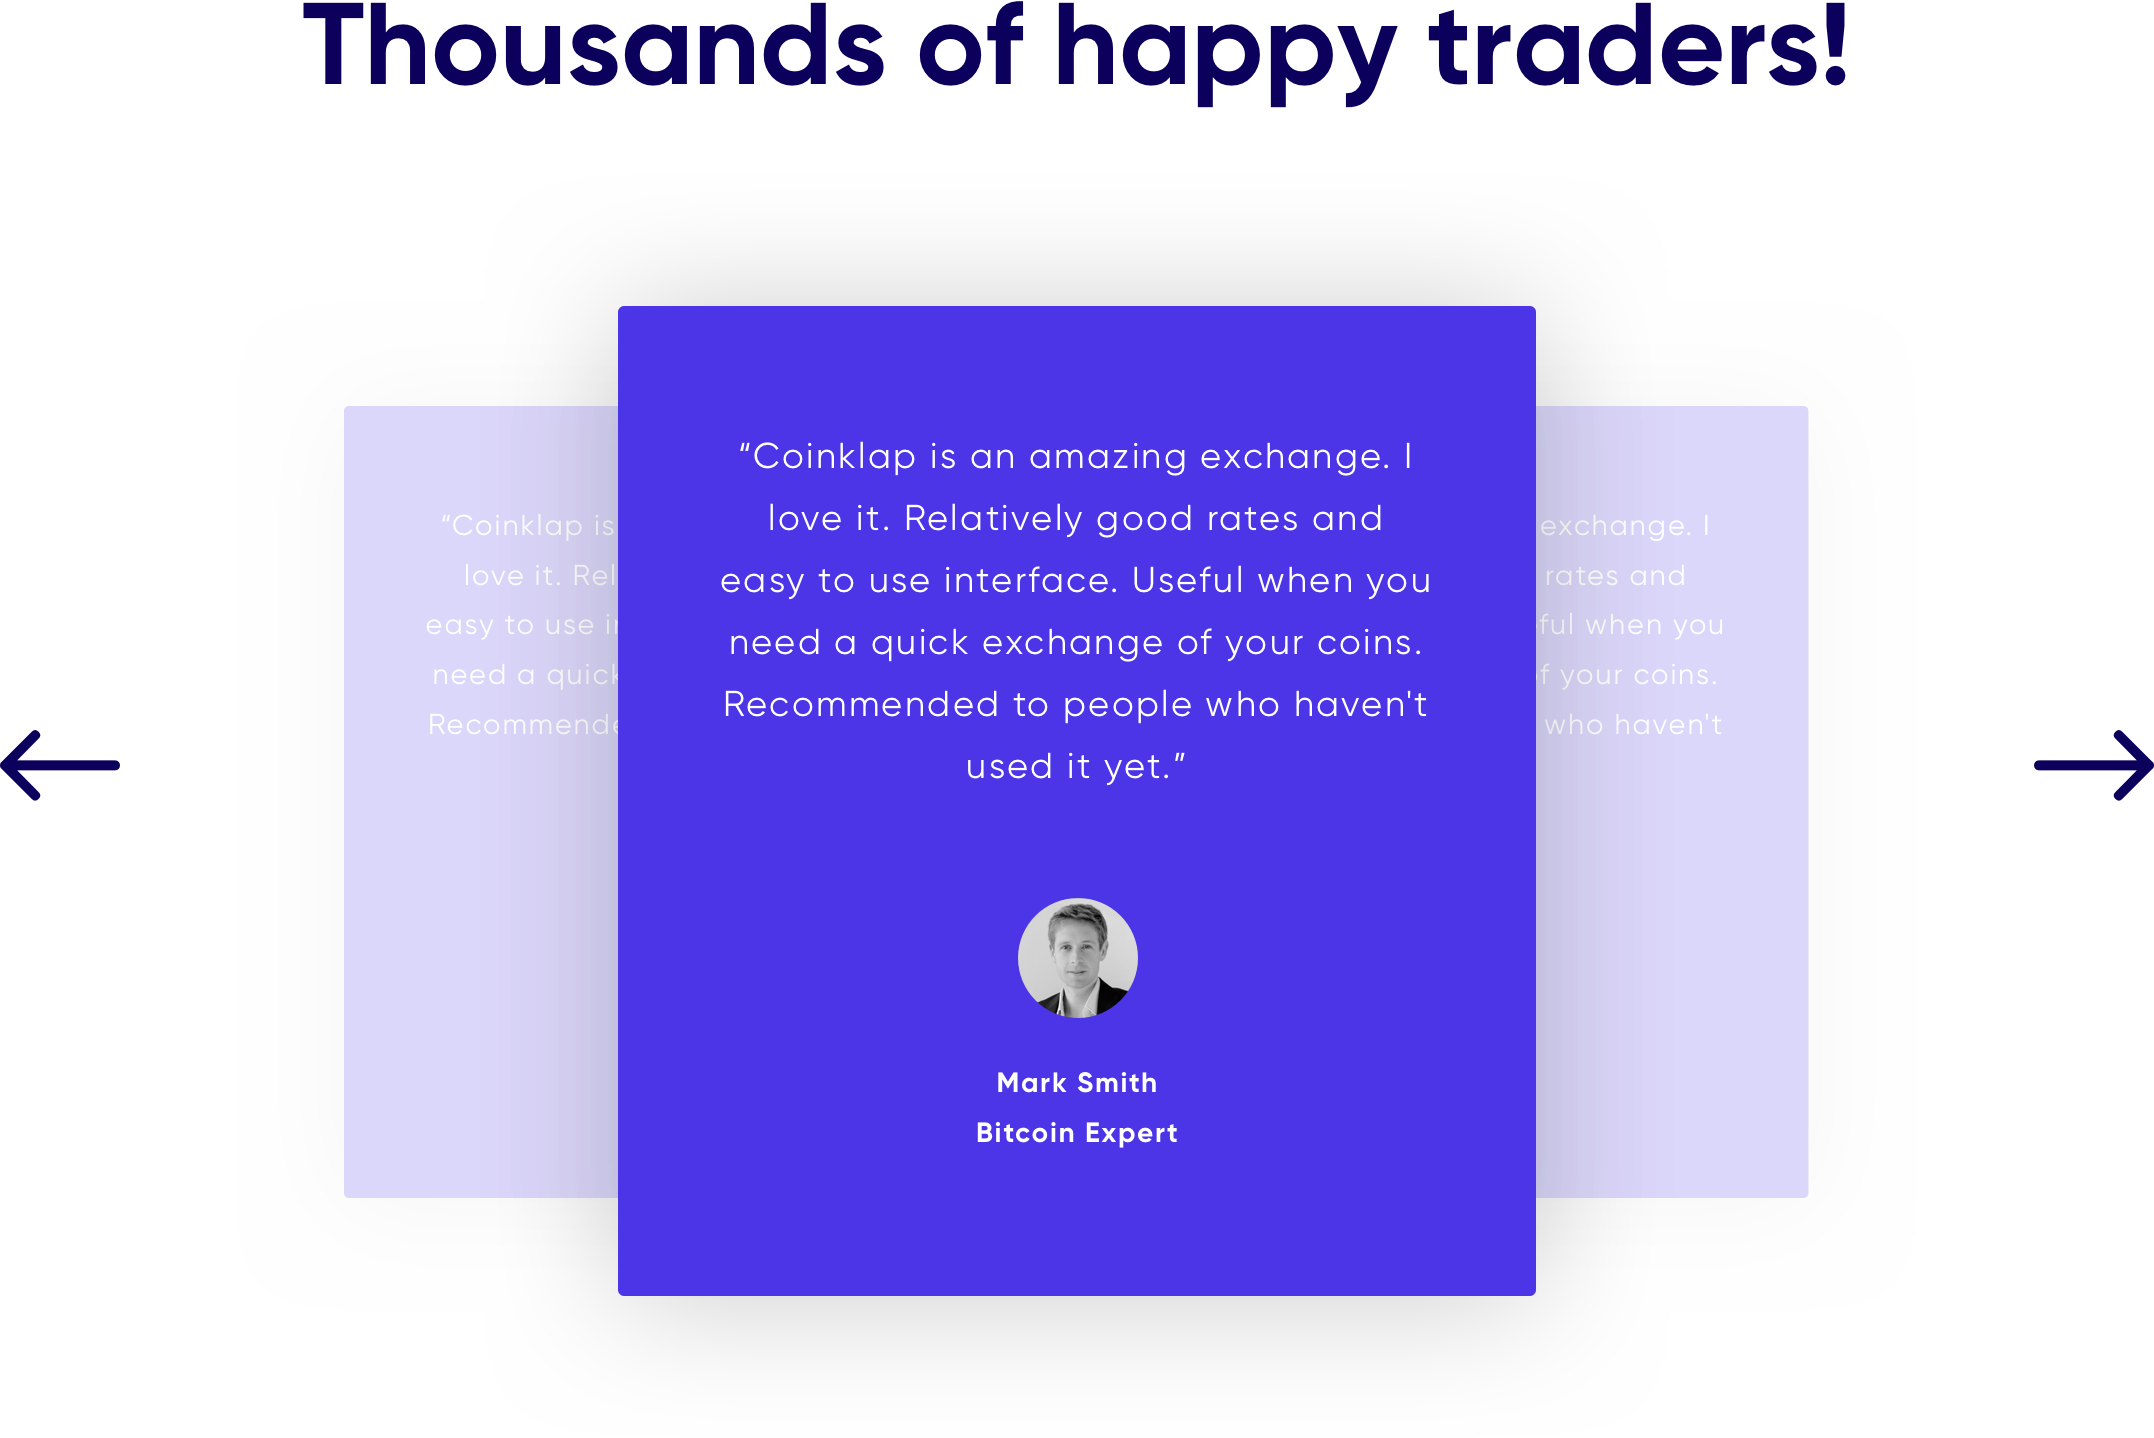 Thousands of happy traders!
“Coinklap is an amazing exchange. I
love it. Relatively good rates and
easy to use interface. Useful when you
need a quick exchange of your coins.
Recommended to people who haven't
used it yet.”
Mark Smith
Bitcoin Expert
“Coinklap is
love it.
easy to use
need a quick
exchange. I
rates and
when you
of your coins.
who haven't